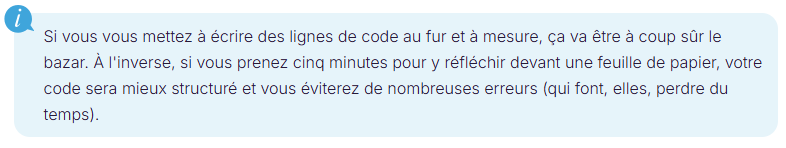 Si vous vous mettez à écrire des lignes de code au fur et à mesure, ça va être à coup sûr le
bazar. À l'inverse, si vous prenez cinq minutes pour y réfléchir devant une feuille de papier, votre
code sera mieux structuré et vous éviterez de nombreuses erreurs (qui font, elles, perdre du
temps).